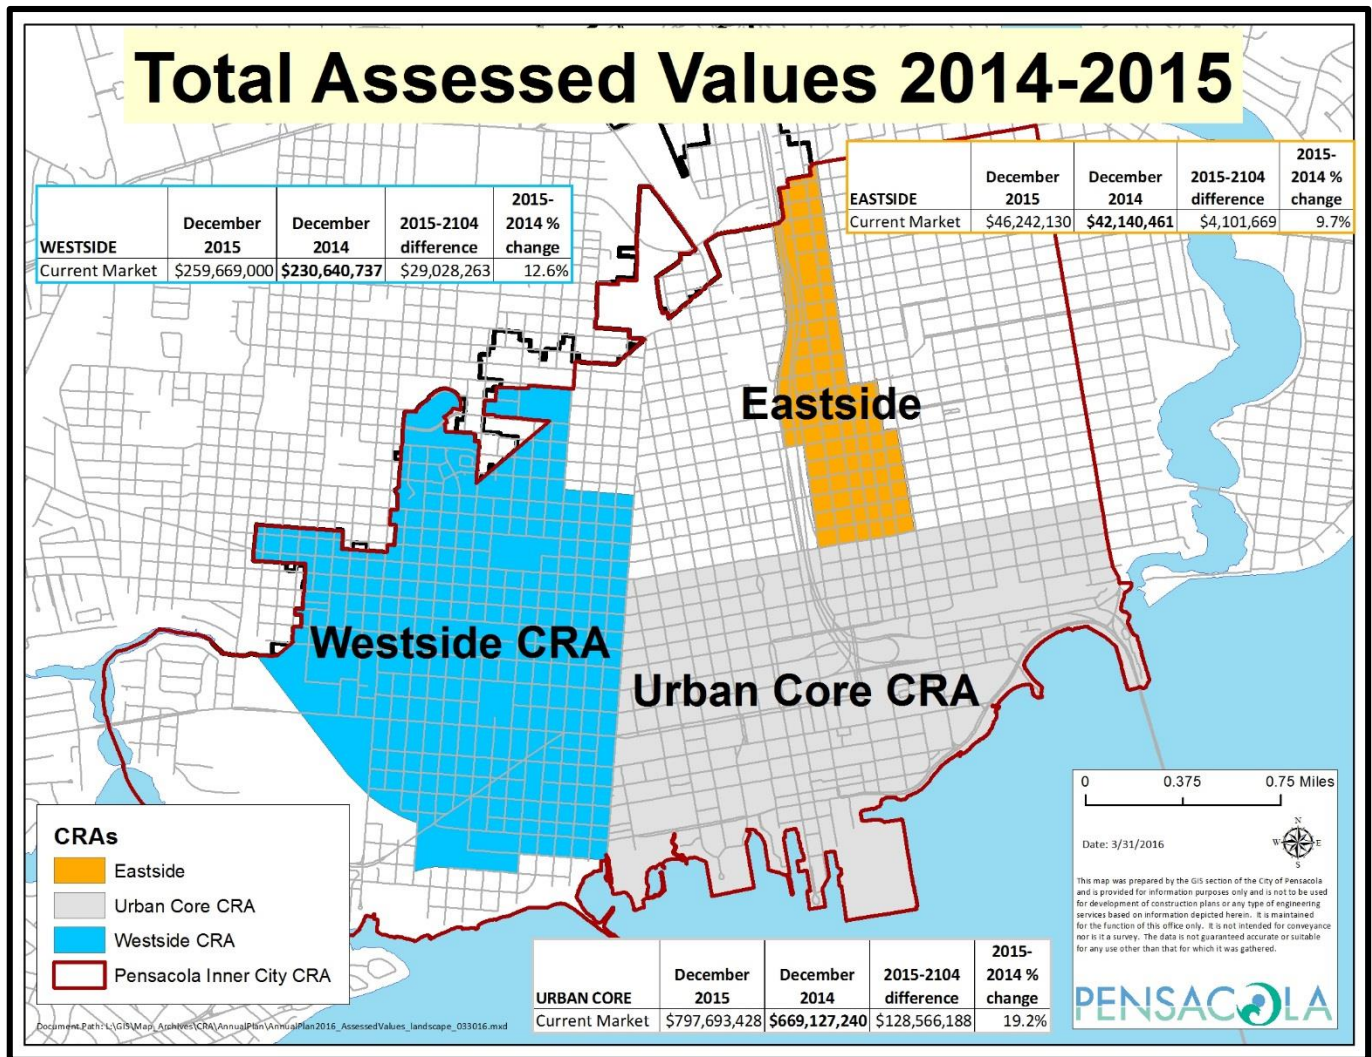 Total Assessed Values 2014-2015
WESTSIDE December 2015 December 2014 2015-2104 difference 2015-2014 % change
Current Market $259,669,000 $230,640,737 $29,028,263 12.6%
EASTSIDE December 2015 December 2014 2015-2104 difference 2015-2014 % change
Current Market $46,242,130 $42,140,461 $4,101,669 9.7%
Eastside
Westside CRA
Urban Core CRA
CRAs
Eastside
Urban Core CRA
Westside CRA
Pensacola Inner City CRA
Document Path: L:\GIS\Map_Archives\CRA\AnnualPlan\AnnualPlan2016_AssessedValues_landscape_033016.mxd
URBAN CORE December 2015 December 2014 2015-2104 difference 2015-2014 % change
Current Market $797,693,428 $669,127,240 $128,566,188 19.2%
0 0.375 0.75 Miles
Date: 3/31/2016
N
W E
S
This map was prepared by the GIS section of the City of Pensacola
and is provided for information purposes only and is not to be used
for development of construction plans or any type of engineering
services based on information depicted herein. It is maintained
for the function of this office only. It is not intended for conveyance
nor is it a survey. The data is not guaranteed accurate or suitable
for any use other than that for which it was gathered.
PENSACOLA